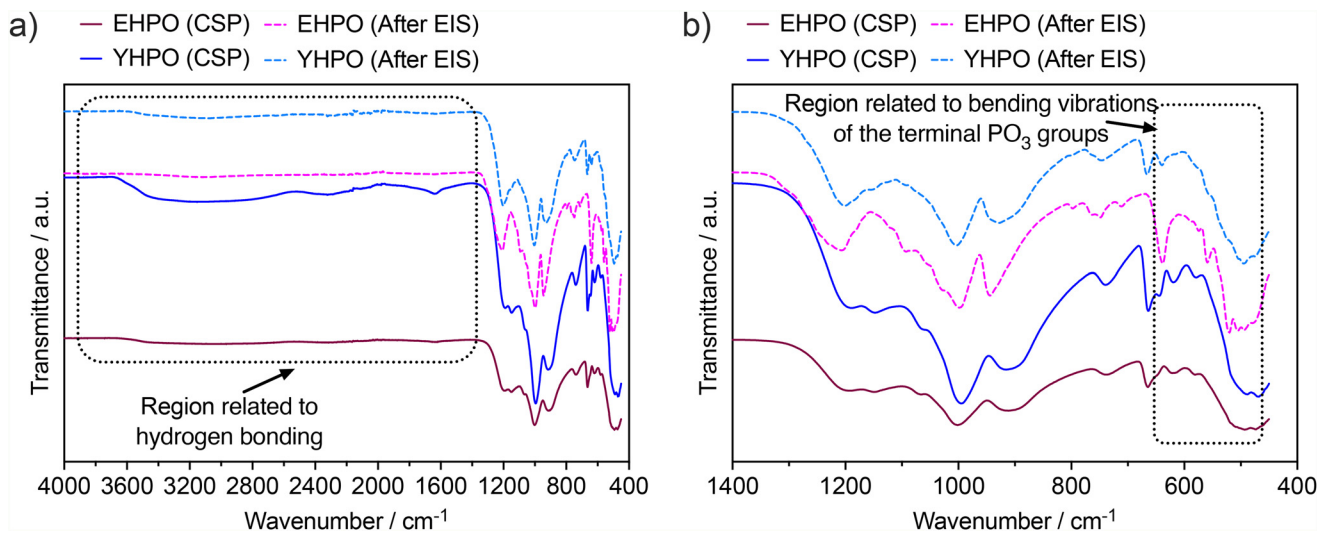 a)
EHPO (CSP) EHPO (After EIS)
YHPO (CSP) YHPO (After EIS)
Transmittance / a.u.
Region related to
hydrogen bonding
4000 3600 3200 2800 2400 2000 1600 1200 800 400
Wavenumber / cm⁻¹
b)
EHPO (CSP) EHPO (After EIS)
YHPO (CSP) YHPO (After EIS)
Region related to bending vibrations
of the terminal PO₃ groups
Transmittance / a.u.
1400 1200 1000 800 600 400
Wavenumber / cm⁻¹